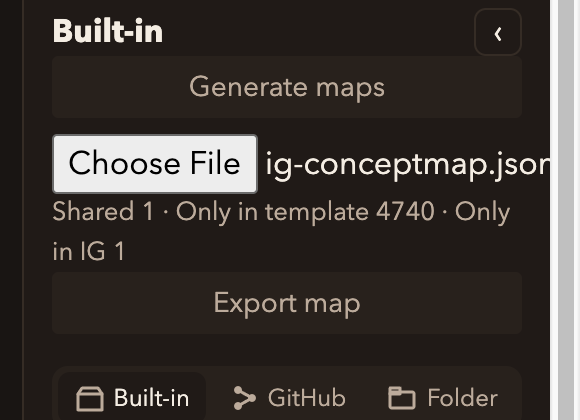 Built-in
‹
Generate maps
Choose File ig-conceptmap.json
Shared 1 · Only in template 4740 · Only
in IG 1
Export map
Built-in GitHub Folder